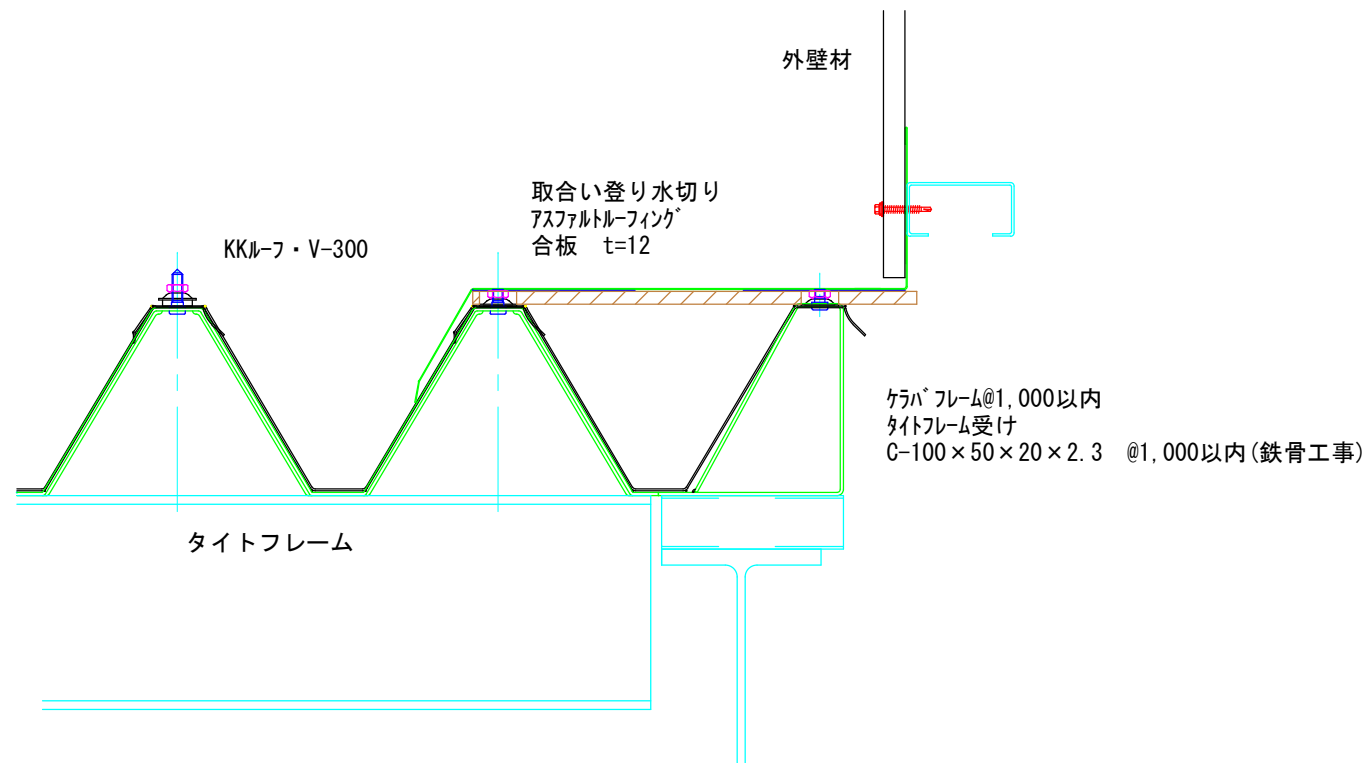 外壁材
取合い登り水切り
ｱｽﾌｧﾙﾄﾙｰﾌｨﾝｸﾞ
合板　t=12
KKﾙｰﾌ・V-300
ｹﾗﾊﾞﾌﾚｰﾑ@1,000以内
ﾀｲﾄﾌﾚｰﾑ受け
C-100×50×20×2.3　@1,000以内(鉄骨工事)
タイトフレーム